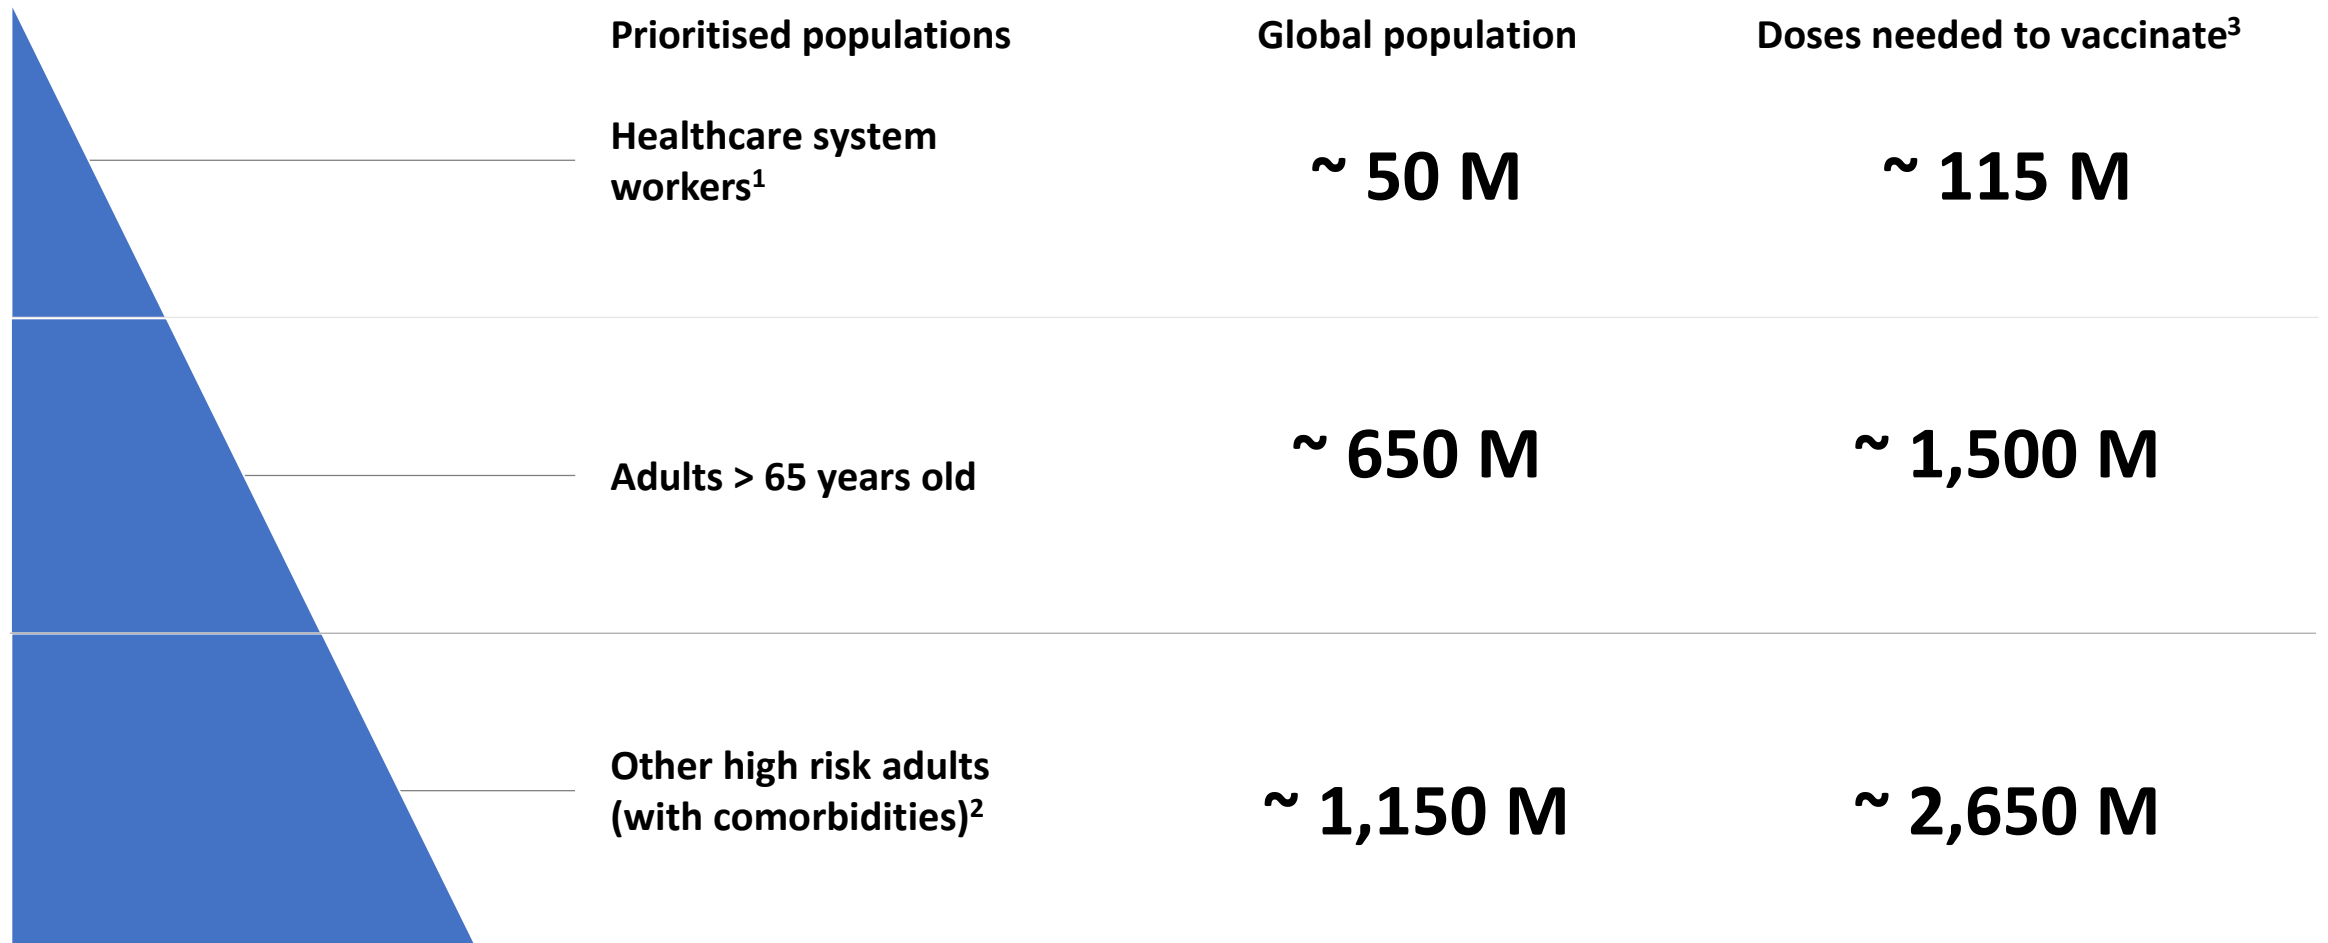 Prioritised populations Global population Doses needed to vaccinate³
Healthcare system
workers¹
~ 50 M ~ 115 M
Adults > 65 years old ~ 650 M ~ 1,500 M
Other high risk adults
(with comorbidities)²
~ 1,150 M ~ 2,650 M